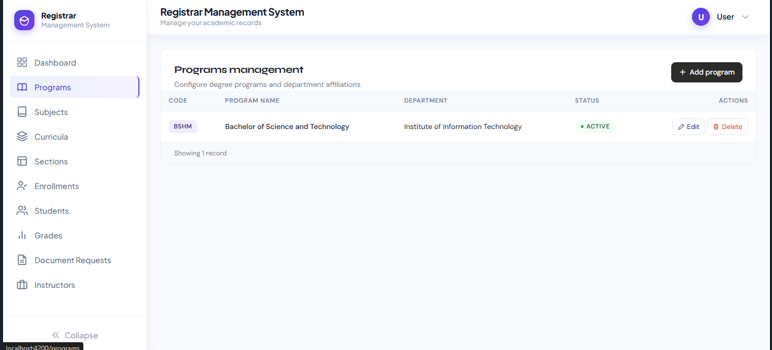 Registrar
Management System
Dashboard
Programs
Subjects
Curricula
Sections
Enrollments
Students
Grades
Document Requests
Instructors
Collapse
localhost:4200/programs
Registrar Management System
Manage your academic records
U User
Programs management
Configure degree programs and department affiliations
+ Add program
CODE PROGRAM NAME DEPARTMENT STATUS ACTIONS
BSHM Bachelor of Science and Technology Institute of Information Technology ACTIVE Edit Delete
Showing 1 record